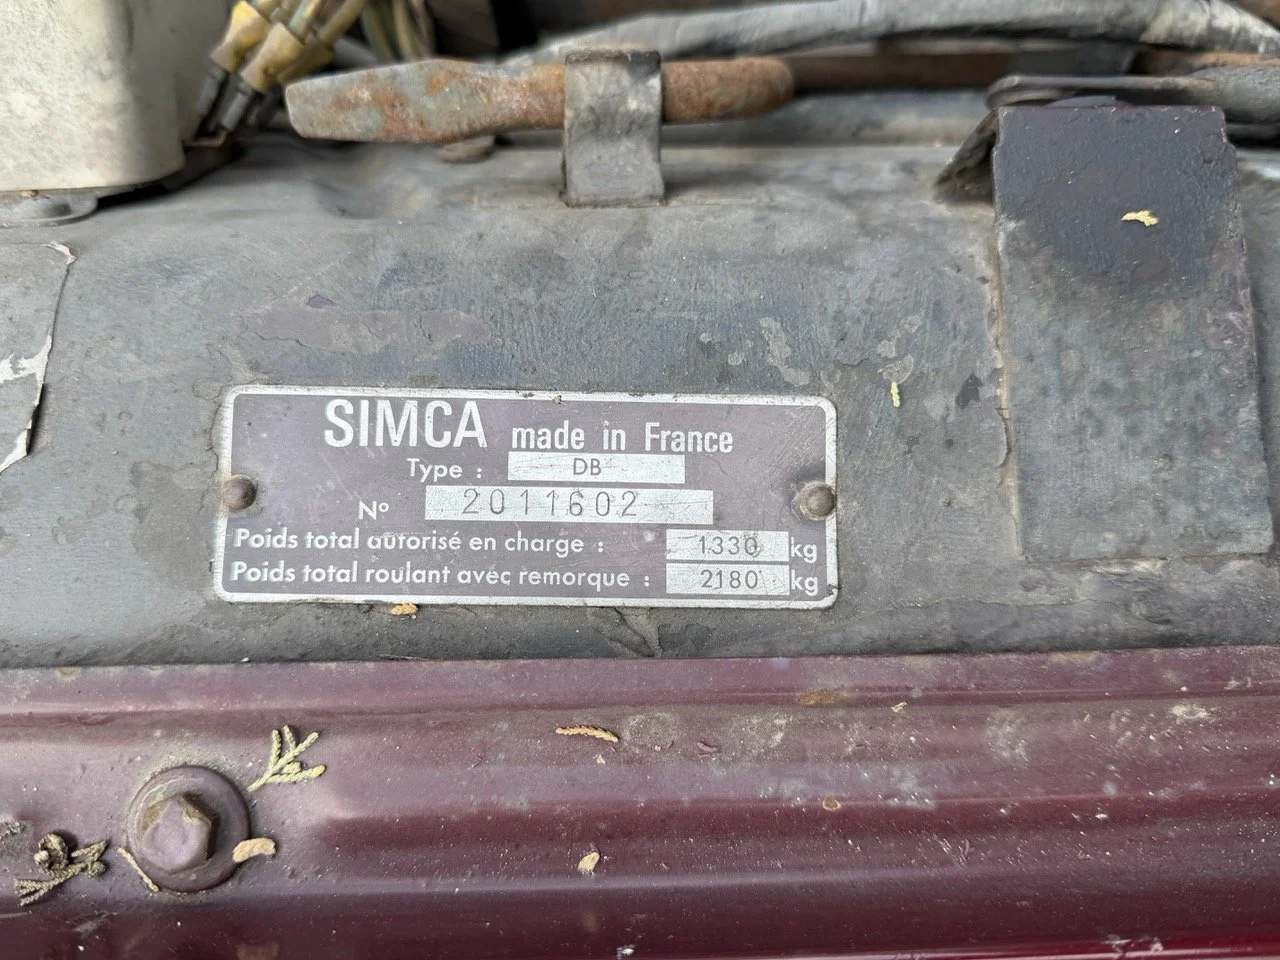 SIMCA made in France
Type : DB
Nº 2011602
Poids total autorisé en charge : 1330 kg
Poids total roulant avec remorque : 2180 kg